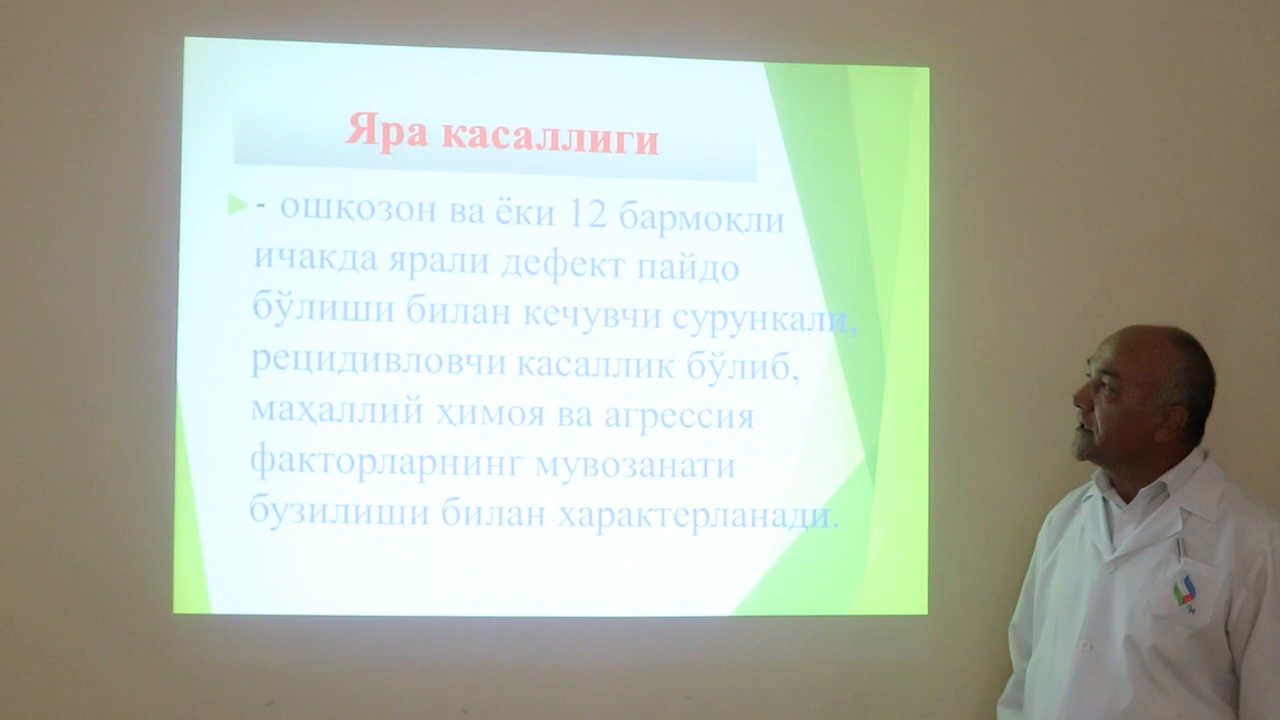 Яра касаллиги
- ошқозон ва ёки 12 бармоқли
ичакда ярали дефект пайдо
бўлиши билан кечувчи сурункали,
рецидивловчи касаллик бўлиб,
маҳаллий ҳимоя ва агрессия
факторларнинг мувозанати
бузилиши билан характерланади.